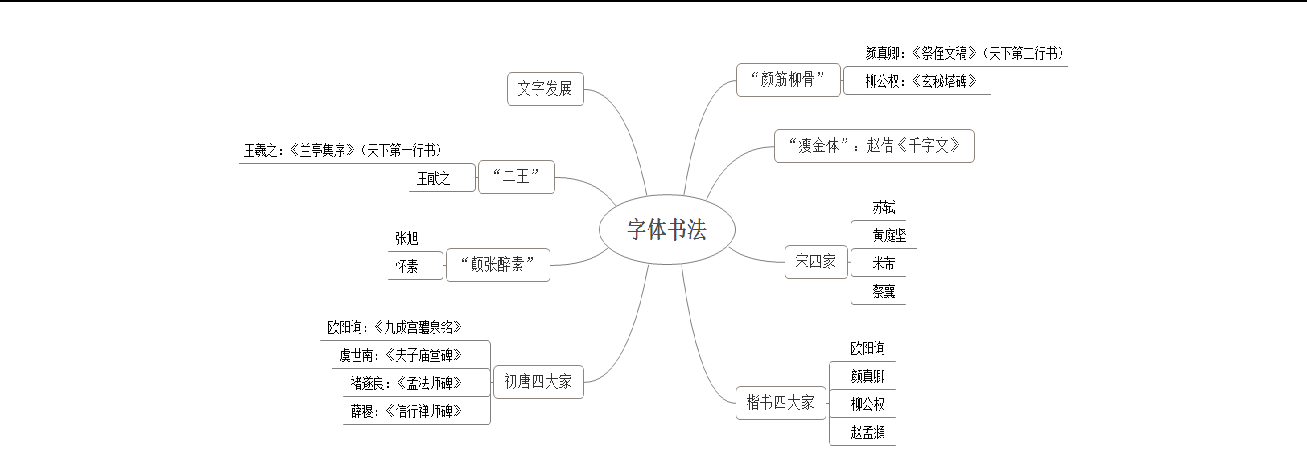 字体书法
文字发展
“二王”
王羲之：《兰亭集序》（天下第一行书）
王献之
“颠张醉素”
张旭
怀素
初唐四大家
欧阳询：《九成宫醴泉铭》
虞世南：《夫子庙堂碑》
褚遂良：《孟法师碑》
薛稷：《信行禅师碑》
“颜筋柳骨”
颜真卿：《祭侄文稿》（天下第二行书）
柳公权：《玄秘塔碑》
“瘦金体”：赵佶《千字文》
宋四家
苏轼
黄庭坚
米芾
蔡襄
楷书四大家
欧阳询
颜真卿
柳公权
赵孟頫